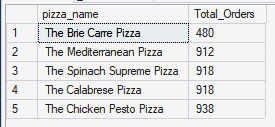 pizza_name Total_Orders
1 The Brie Carre Pizza 480
2 The Mediterranean Pizza 912
3 The Spinach Supreme Pizza 918
4 The Calabrese Pizza 918
5 The Chicken Pesto Pizza 938